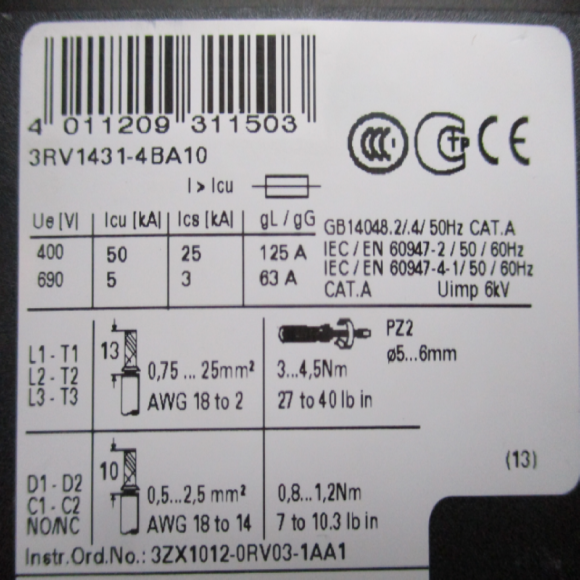 4 011209 311503
3RV1431-4BA10
I > Icu
Ue [V] Icu [kA] Ics [kA] gL / gG
400 50 25 125 A
690 5 3 63 A
GB14048.2/.4/ 50Hz CAT.A
IEC / EN 60947-2 / 50 / 60Hz
IEC / EN 60947-4-1/ 50 / 60Hz
CAT.A Uimp 6kV
L1 - T1
L2 - T2
L3 - T3
13
0,75 ... 25mm²
AWG 18 to 2
PZ2
ø5...6mm
3...4,5Nm
27 to 40 lb in
D1 - D2
C1 - C2
NO/NC
10
0,5...2,5 mm²
AWG 18 to 14
0,8...1,2Nm
7 to 10.3 lb in
(13)
Instr.Ord.No.: 3ZX1012-0RV03-1AA1
CCC
CTP
CE